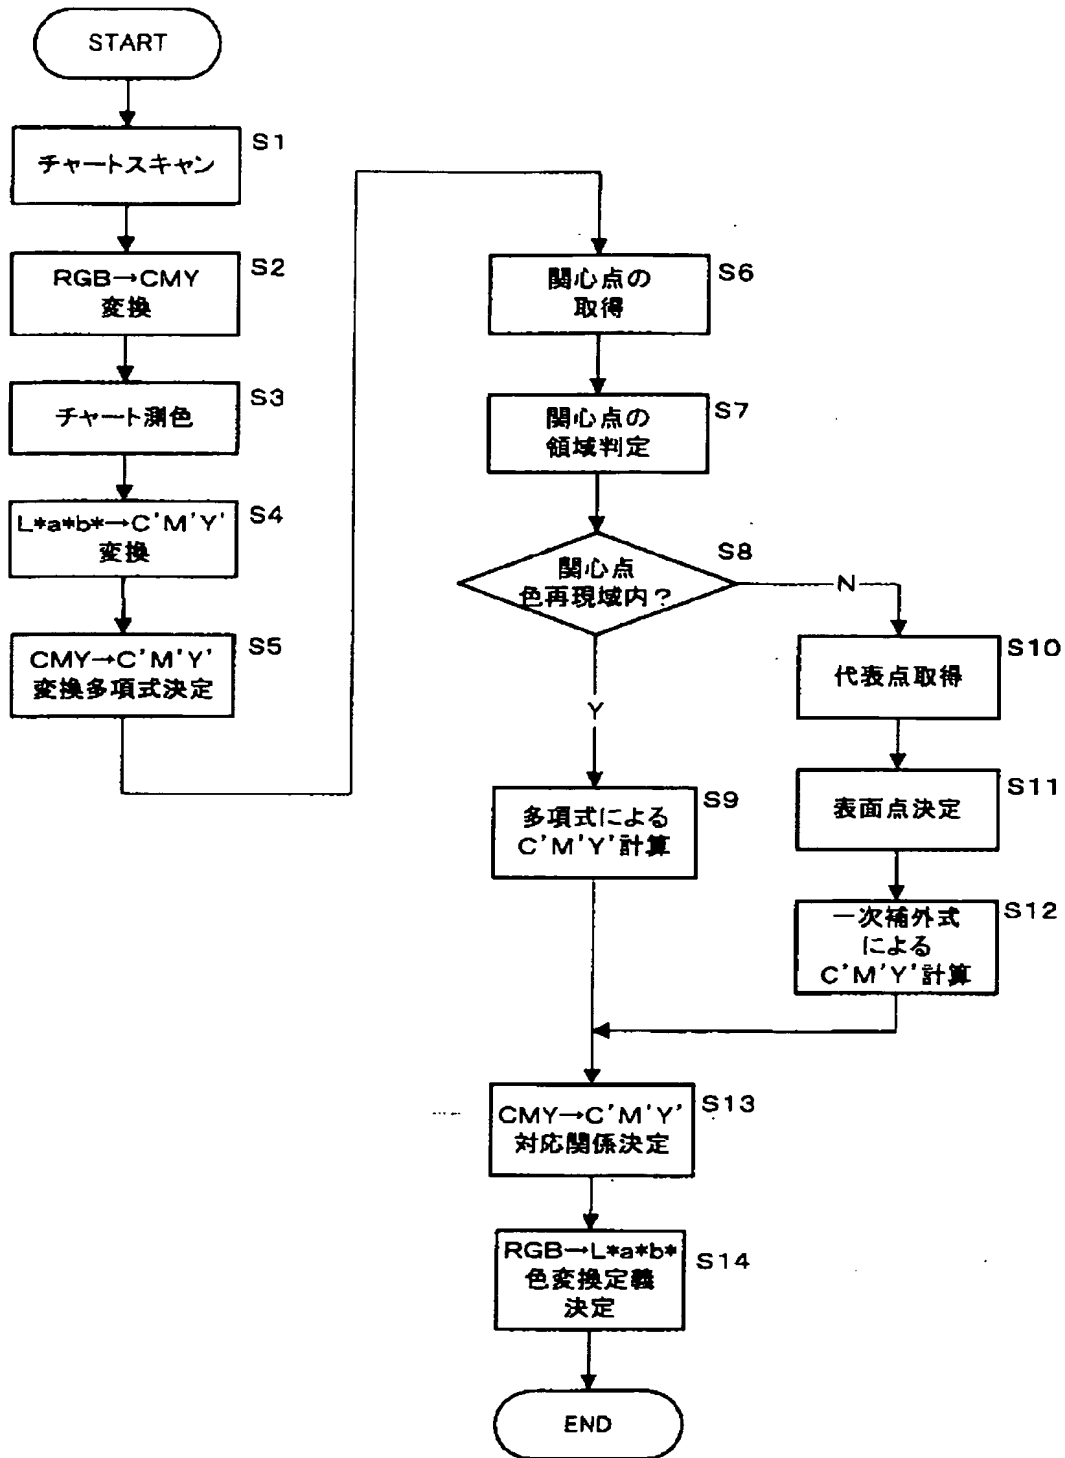 START
S1
チャートスキャン
S2
RGB→CMY
変換
S3
チャート測色
S4
L*a*b*→C'M'Y'
変換
S5
CMY→C'M'Y'
変換多項式決定
S6
関心点の
取得
S7
関心点の
領域判定
S8
関心点
色再現域内？
N
Y
S9
多項式による
C'M'Y'計算
S10
代表点取得
S11
表面点決定
S12
一次補外式
による
C'M'Y'計算
S13
CMY→C'M'Y'
対応関係決定
S14
RGB→L*a*b*
色変換定義
決定
END